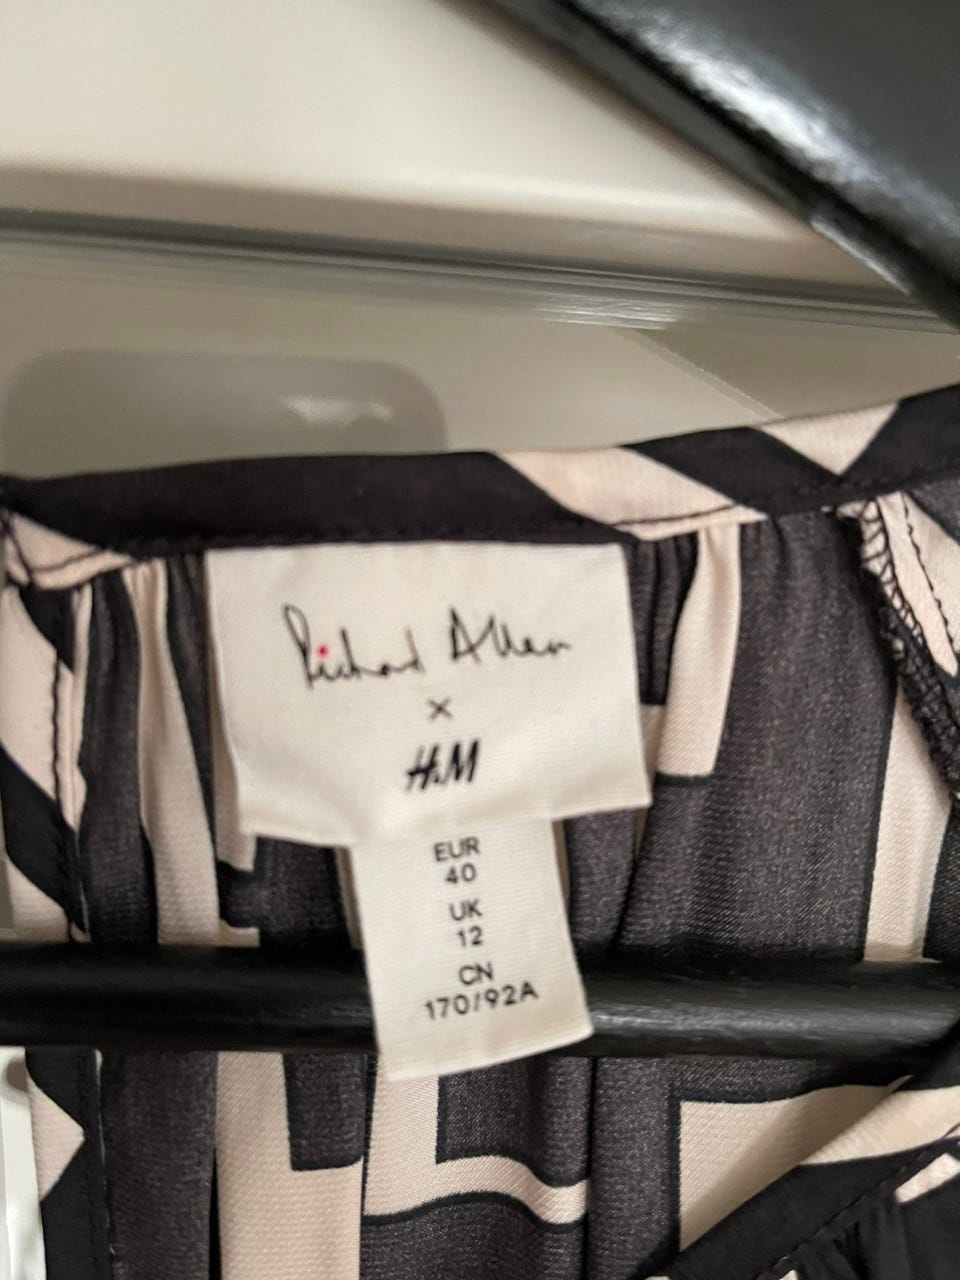 Richard Allan
×
H&M
EUR
40
UK
12
CN
170/92A